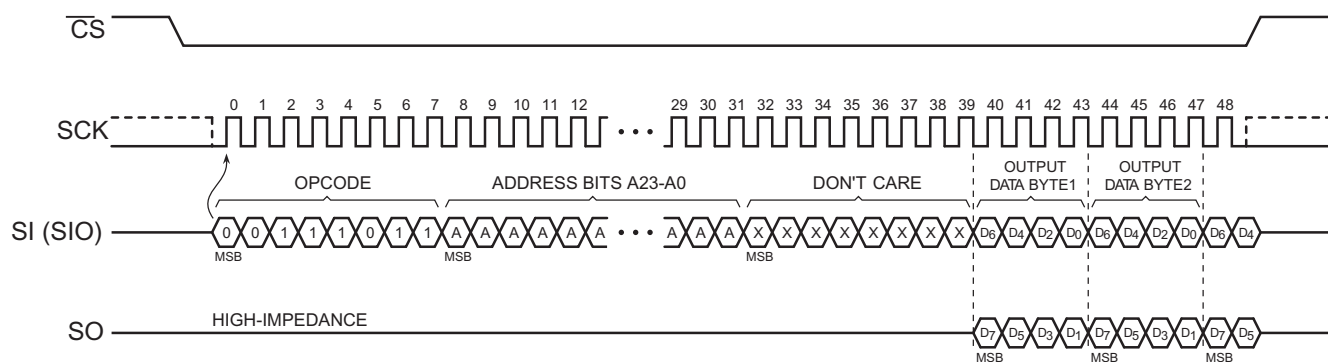 CS
0 1 2 3 4 5 6 7 8 9 10 11 12 29 30 31 32 33 34 35 36 37 38 39 40 41 42 43 44 45 46 47 48
SCK
OPCODE ADDRESS BITS A23-A0 DON'T CARE OUTPUT DATA BYTE1 OUTPUT DATA BYTE2
SI (SIO) 0 0 1 1 1 0 1 1 A A A A A A A A A X X X X X X X X D6 D4 D2 D0 D6 D4 D2 D0 D6 D4
MSB MSB MSB
HIGH-IMPEDANCE
SO D7 D5 D3 D1 D7 D5 D3 D1 D7 D5
MSB MSB MSB